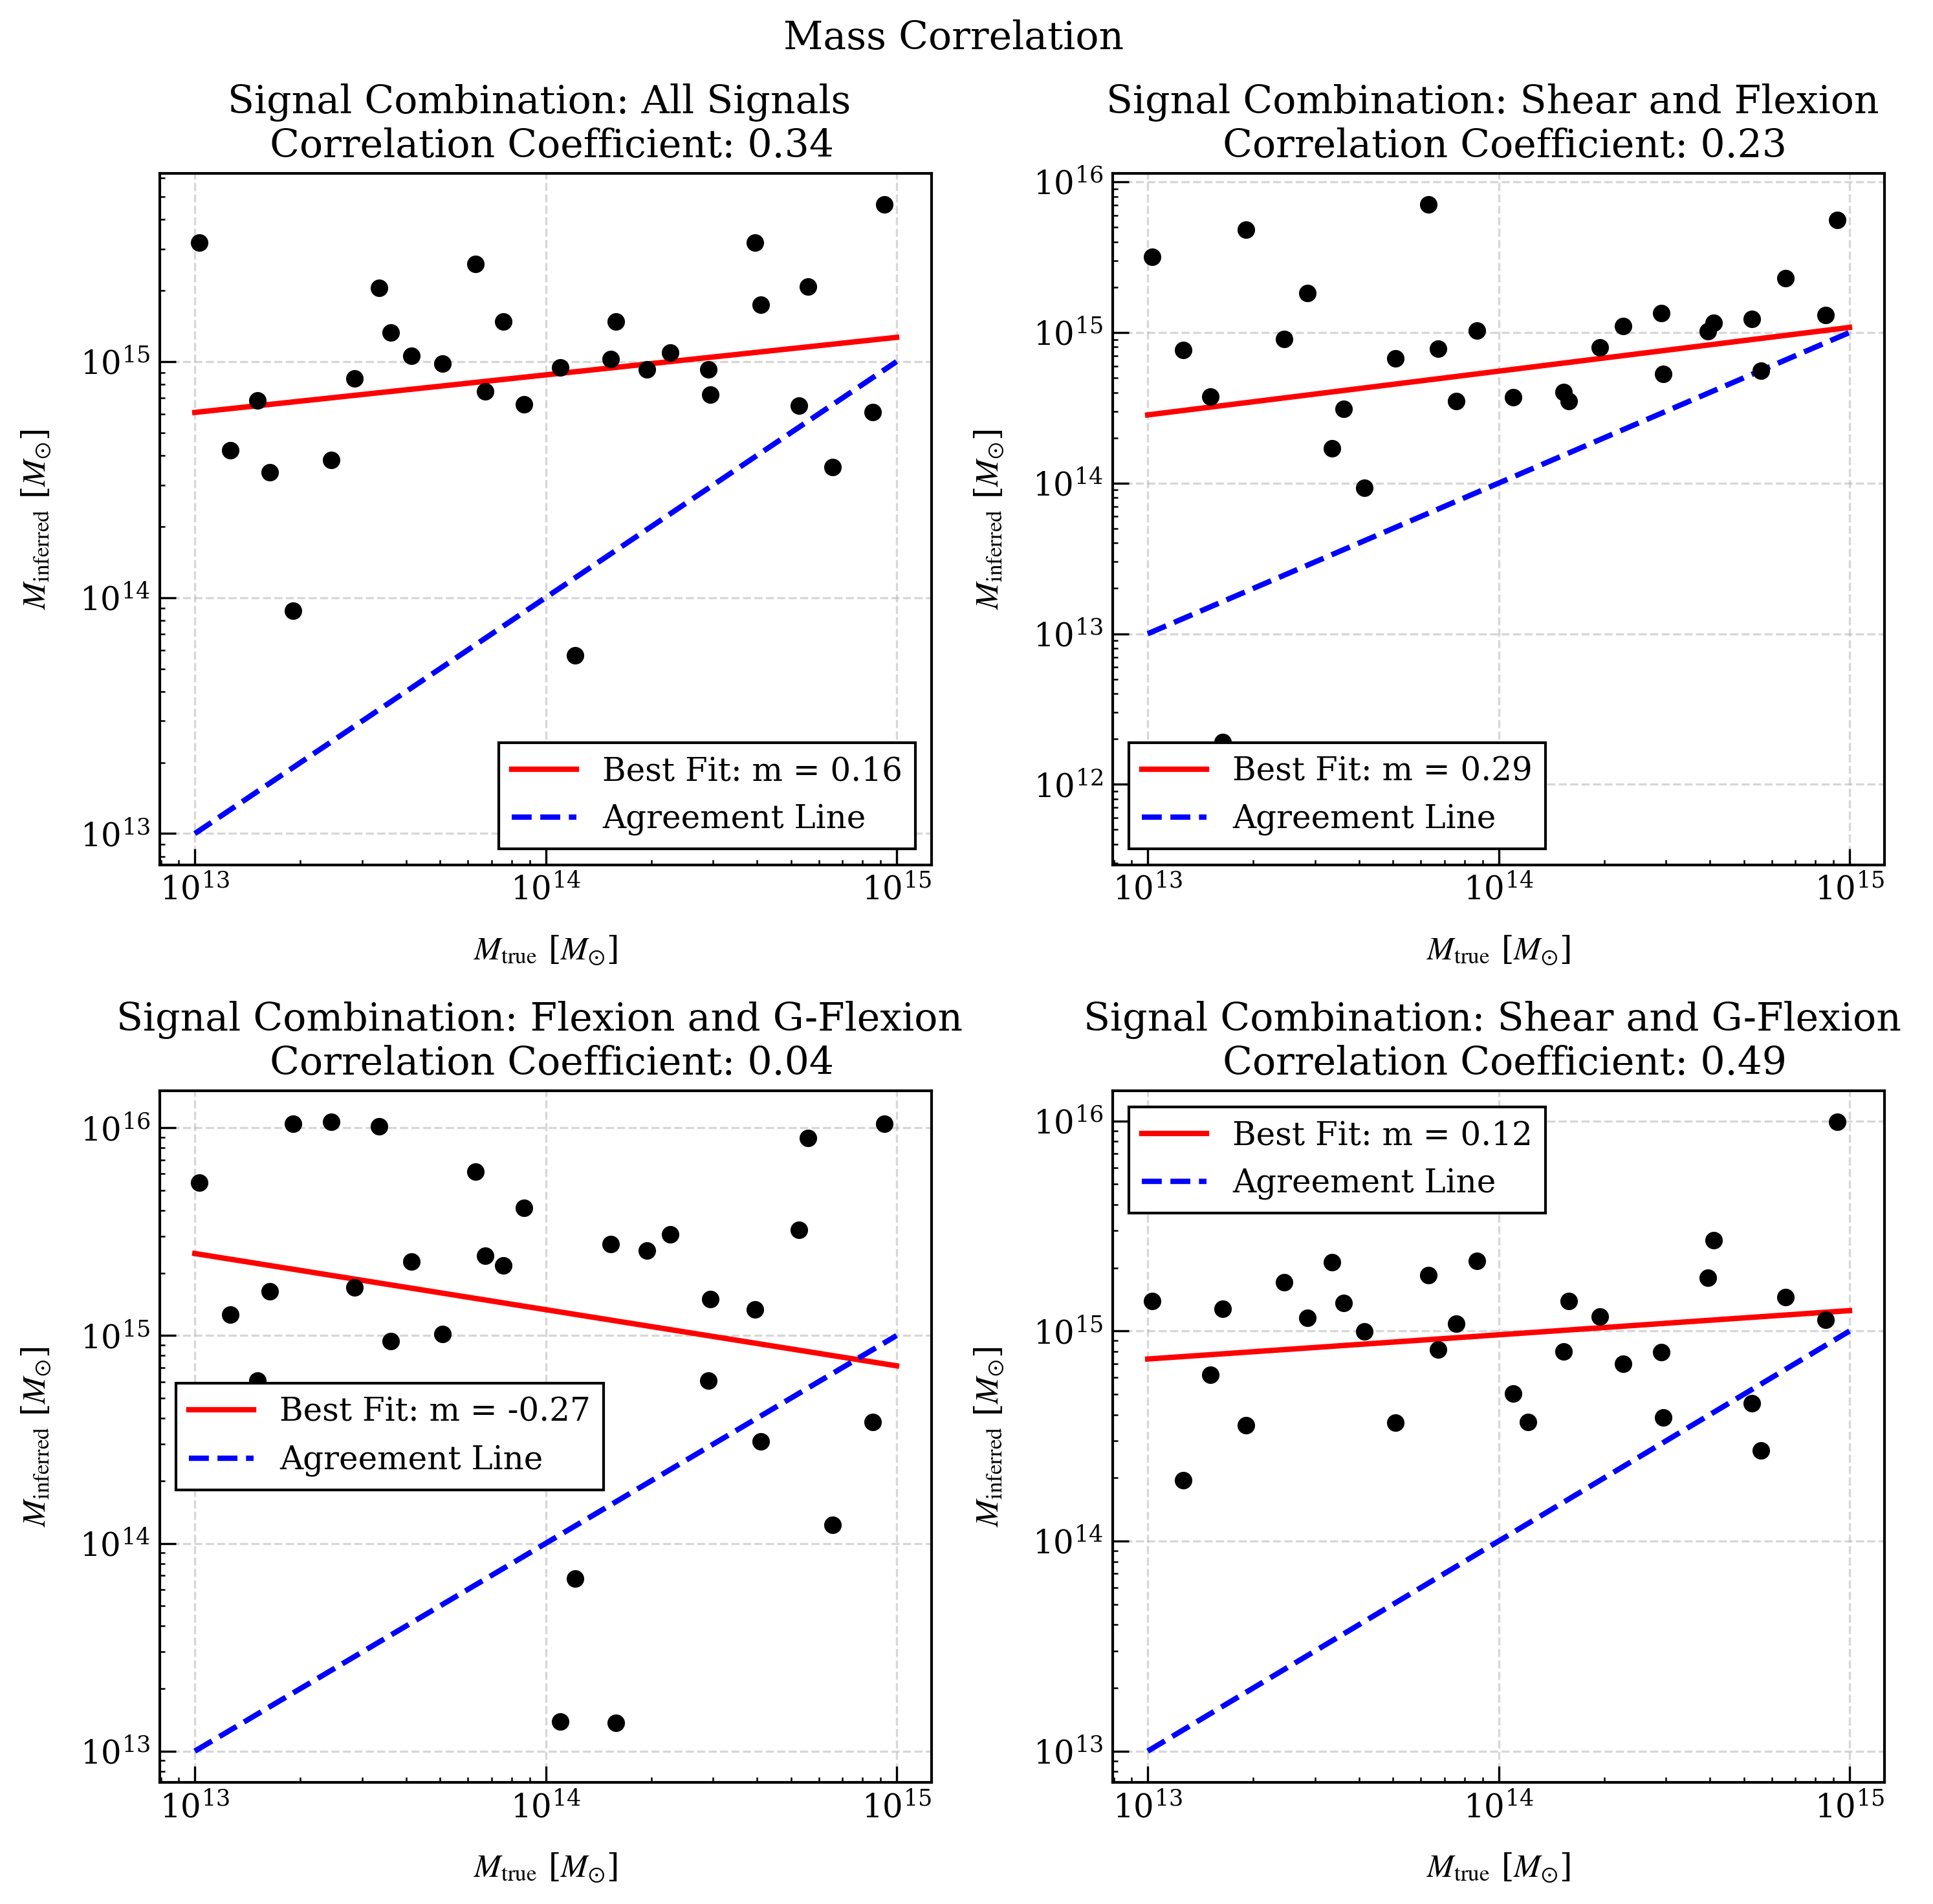 Mass Correlation
Signal Combination: All Signals
Correlation Coefficient: 0.34
10^15
10^14
10^13
M_inferred [M_⊙]
Best Fit: m = 0.16
Agreement Line
10^13 10^14 10^15
M_true [M_⊙]
Signal Combination: Shear and Flexion
Correlation Coefficient: 0.23
10^16
10^15
10^14
10^13
10^12
M_inferred [M_⊙]
Best Fit: m = 0.29
Agreement Line
10^13 10^14 10^15
M_true [M_⊙]
Signal Combination: Flexion and G-Flexion
Correlation Coefficient: 0.04
10^16
10^15
10^14
10^13
M_inferred [M_⊙]
Best Fit: m = -0.27
Agreement Line
10^13 10^14 10^15
M_true [M_⊙]
Signal Combination: Shear and G-Flexion
Correlation Coefficient: 0.49
10^16
10^15
10^14
10^13
M_inferred [M_⊙]
Best Fit: m = 0.12
Agreement Line
10^13 10^14 10^15
M_true [M_⊙]